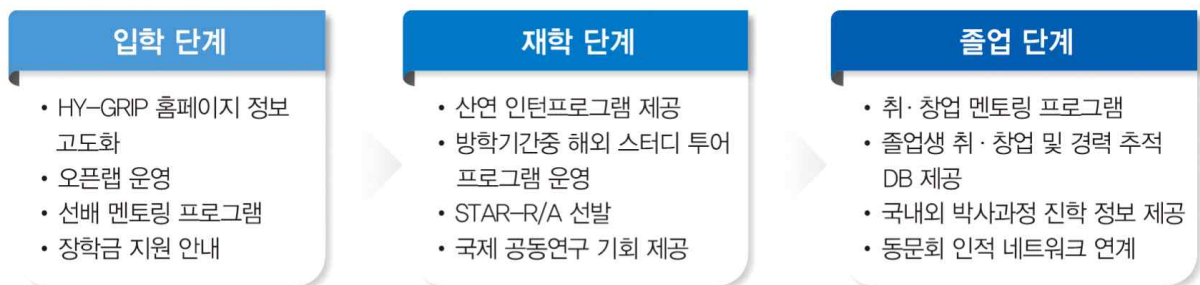 입학 단계
• HY-GRIP 홈페이지 정보
고도화
• 오픈랩 운영
• 선배 멘토링 프로그램
• 장학금 지원 안내
재학 단계
• 산연 인턴프로그램 제공
• 방학기간중 해외 스터디 투어
프로그램 운영
• STAR-R/A 선발
• 국제 공동연구 기회 제공
졸업 단계
• 취·창업 멘토링 프로그램
• 졸업생 취·창업 및 경력 추적
DB 제공
• 국내외 박사과정 진학 정보 제공
• 동문회 인적 네트워크 연계